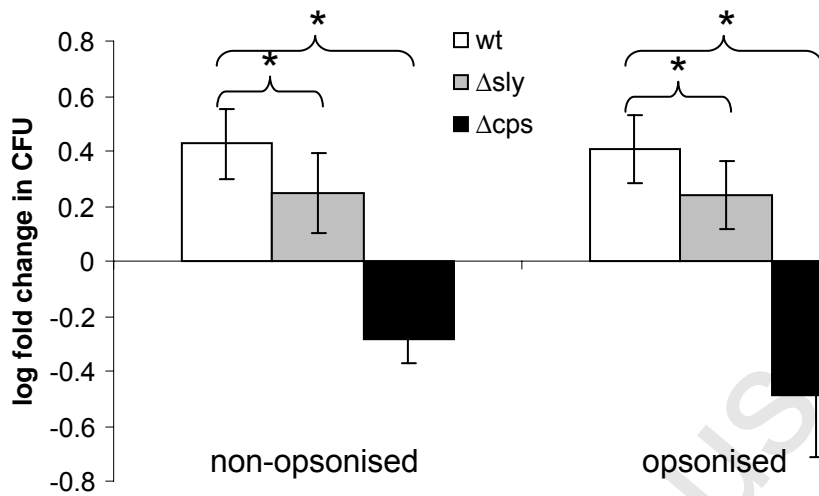 *
*
0.8
0.6
0.4
0.2
0
-0.2
-0.4
-0.6
-0.8
log fold change in CFU
wt
Δsly
Δcps
*
*
non-opsonised
opsonised
us